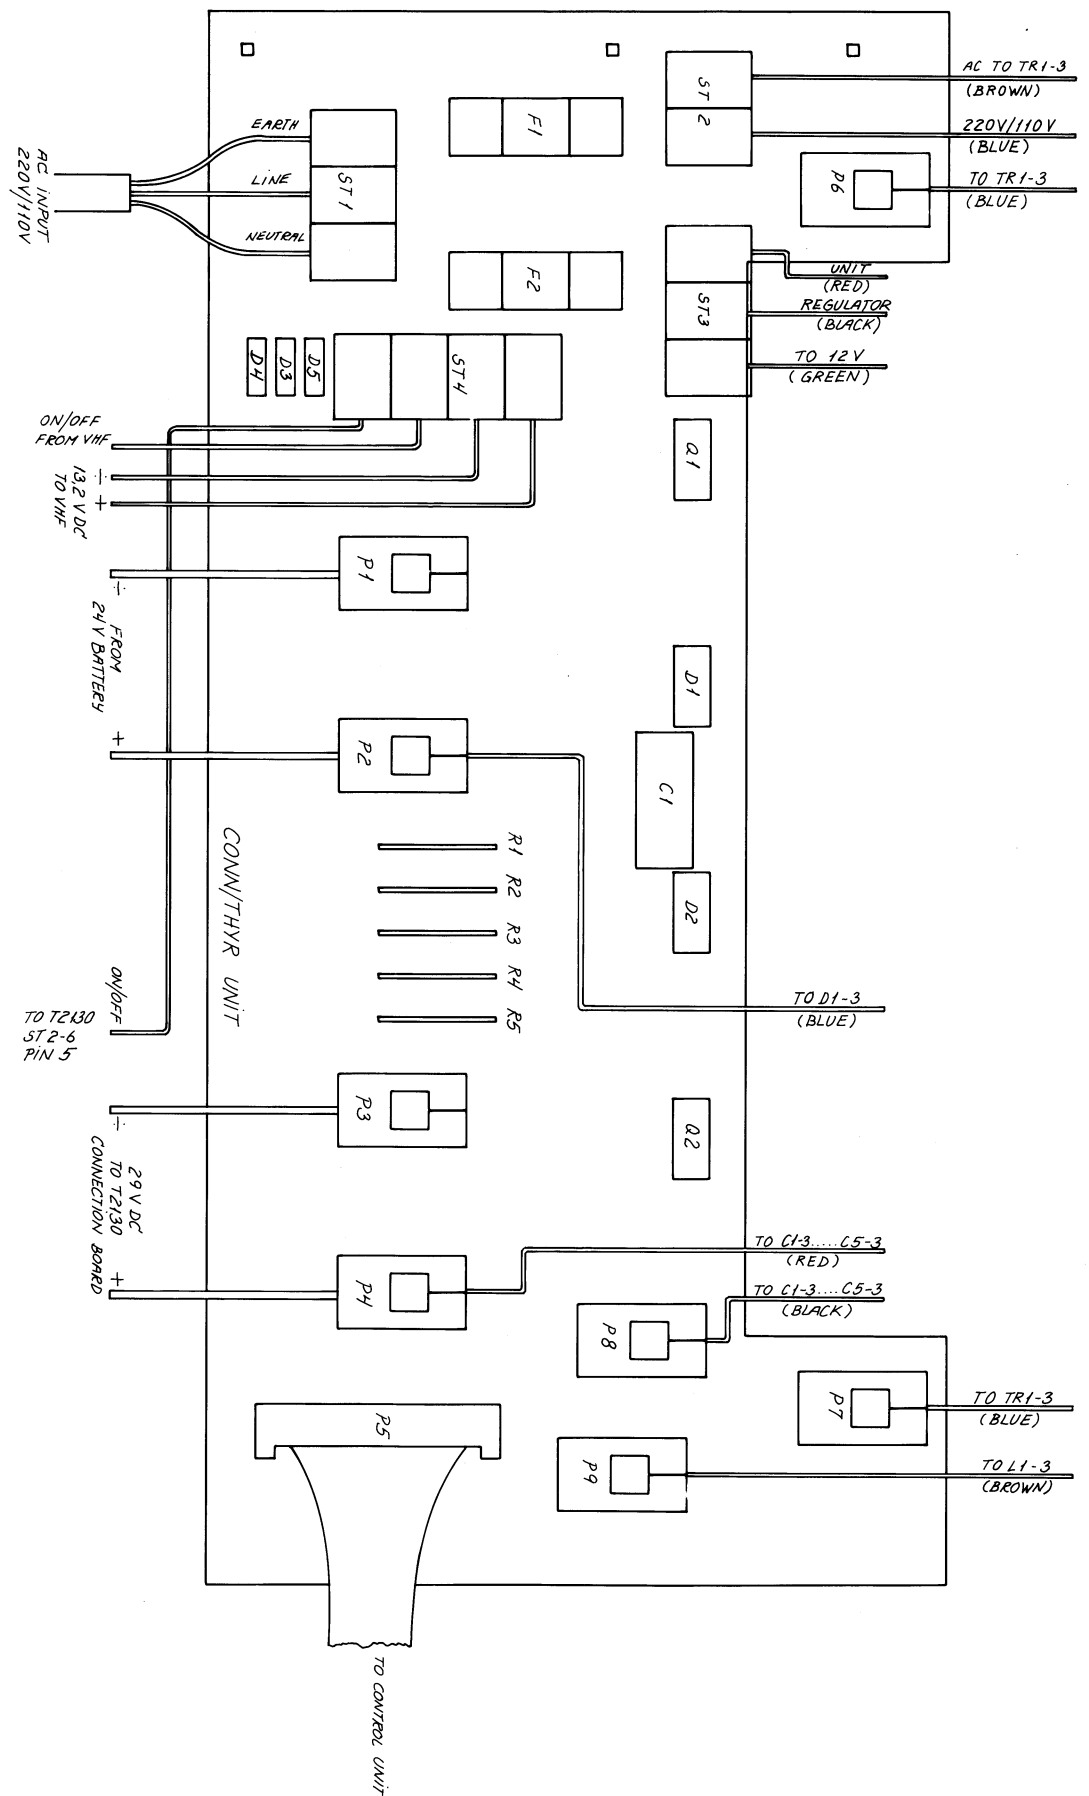 AC TO TR1-3
(BROWN)
ST 2
220V/110V
(BLUE)
F1
EARTH
AC INPUT
220V/110V
LINE
ST1
NEUTRAL
P6
TO TR1-3
(BLUE)
F2
UNIT
(RED)
ST3
REGULATOR
(BLACK)
TO 12V
(GREEN)
D4
D3
D5
ST4
ON/OFF
FROM VHF
÷
13,2 V DC
TO VHF
+
Q1
P1
÷
FROM
24V BATTERY
+
D1
P2
C1
CONN/THYR UNIT
R1
R2
R3
R4
R5
D2
ON/OFF
TO T2130
ST 2-6
PIN 5
TO D1-3
(BLUE)
P3
÷
29 V DC
TO T2130
CONNECTION BOARD
+
Q2
P4
TO C1-3.....C5-3
(RED)
TO C1-3....C5-3
(BLACK)
P8
P7
TO TR1-3
(BLUE)
P5
P9
TO L1-3
(BROWN)
TO CONTROL UNIT